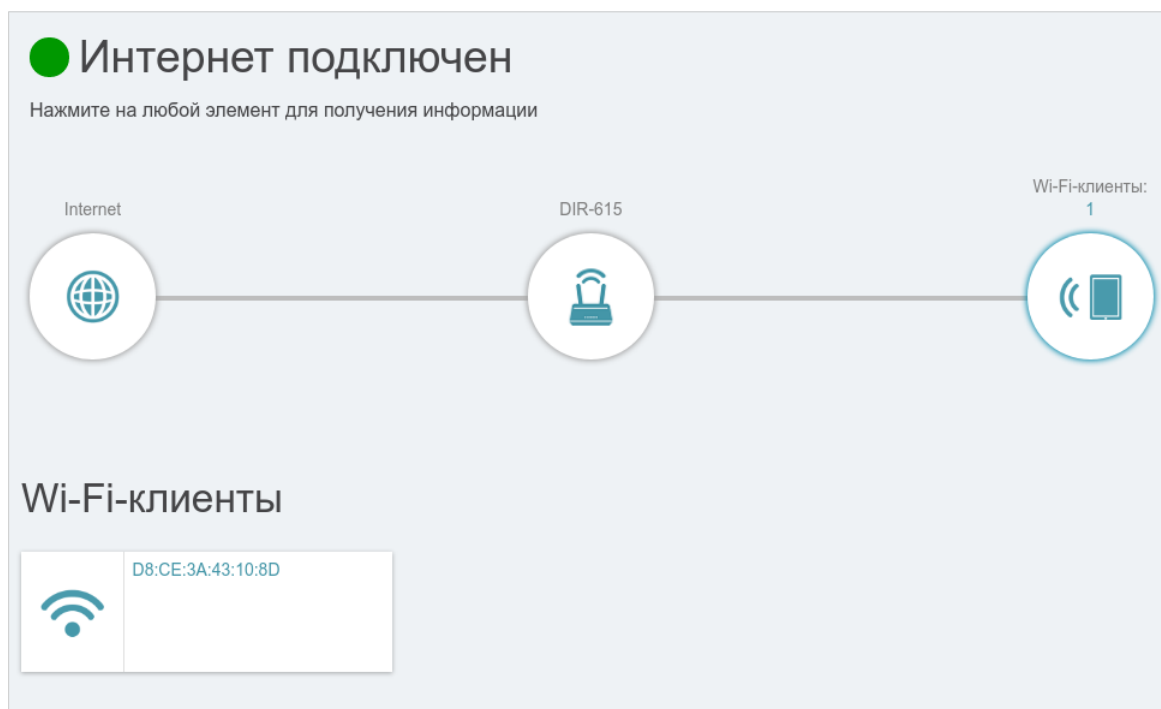 Интернет подключен
Нажмите на любой элемент для получения информации
Wi-Fi-клиенты:
Internet
DIR-615
1
Wi-Fi-клиенты
D8:CE:3A:43:10:8D